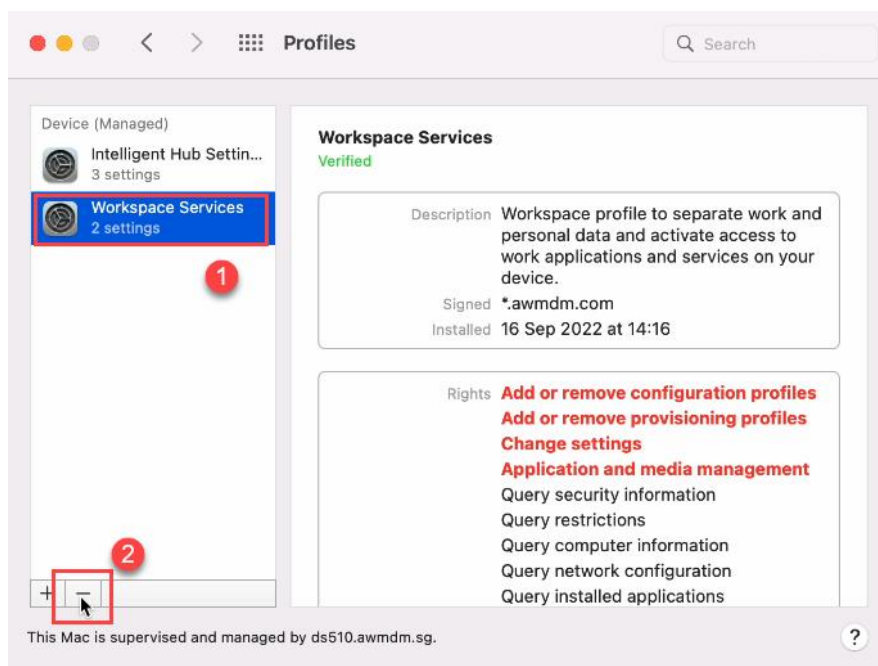 Profiles
Search
Device (Managed)
Intelligent Hub Settin...
3 settings
Workspace Services
2 settings
1
2
+ −
Workspace Services
Verified
Description Workspace profile to separate work and
personal data and activate access to
work applications and services on your
device.
Signed *.awmdm.com
Installed 16 Sep 2022 at 14:16
Rights Add or remove configuration profiles
Add or remove provisioning profiles
Change settings
Application and media management
Query security information
Query restrictions
Query computer information
Query network configuration
Query installed applications
This Mac is supervised and managed by ds510.awmdm.sg.
?